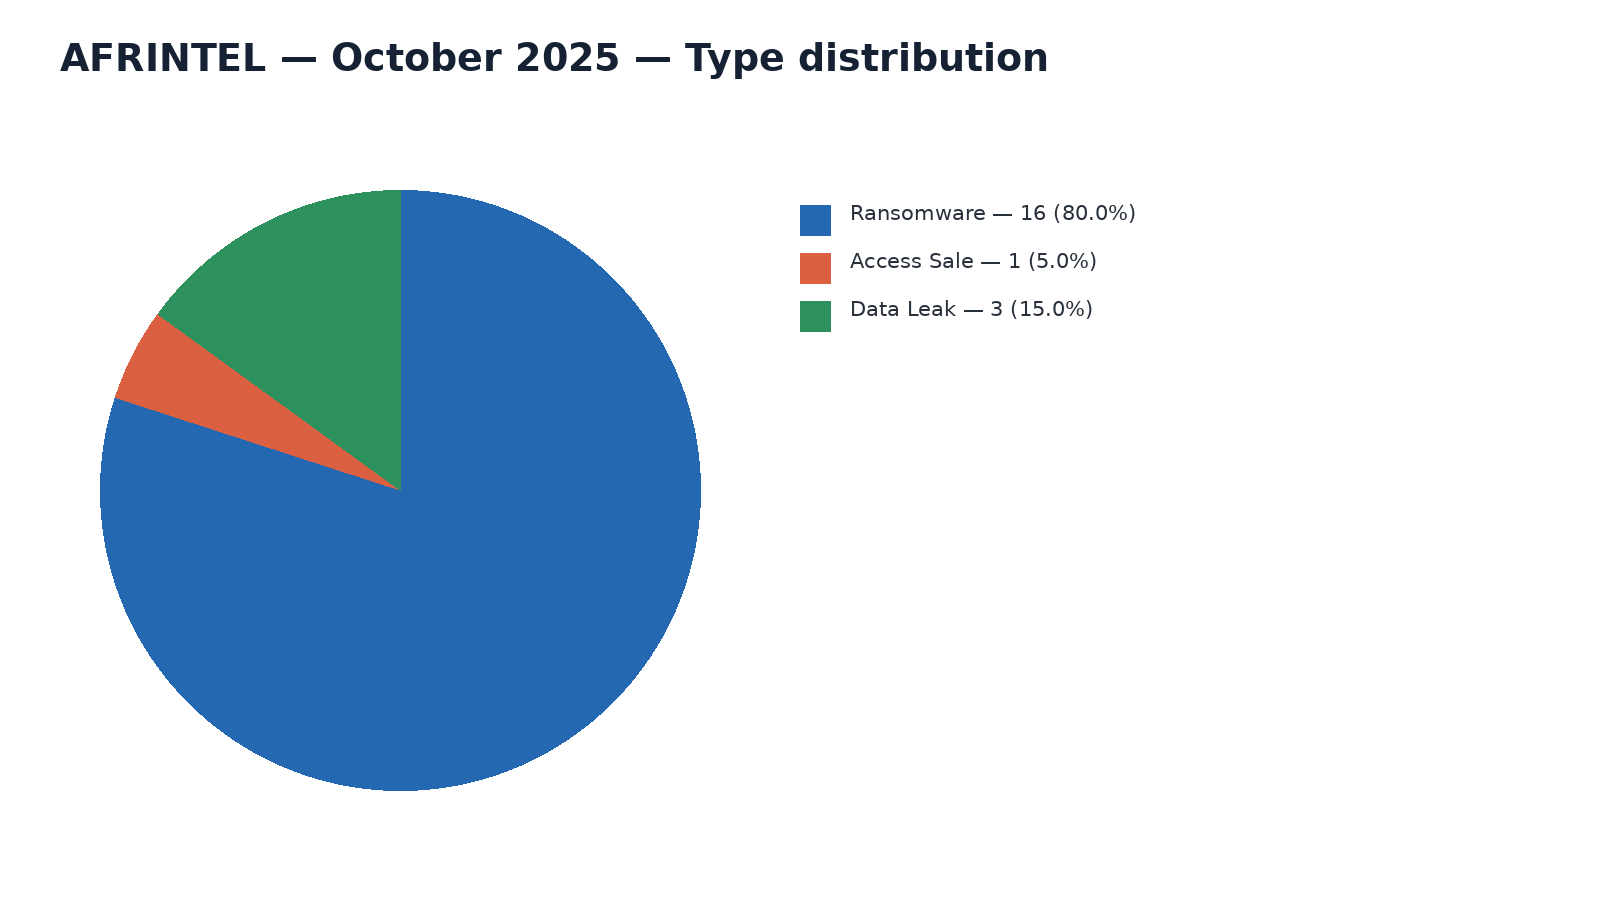 AFRINTEL — October 2025 — Type distribution
Ransomware — 16 (80.0%)
Access Sale — 1 (5.0%)
Data Leak — 3 (15.0%)